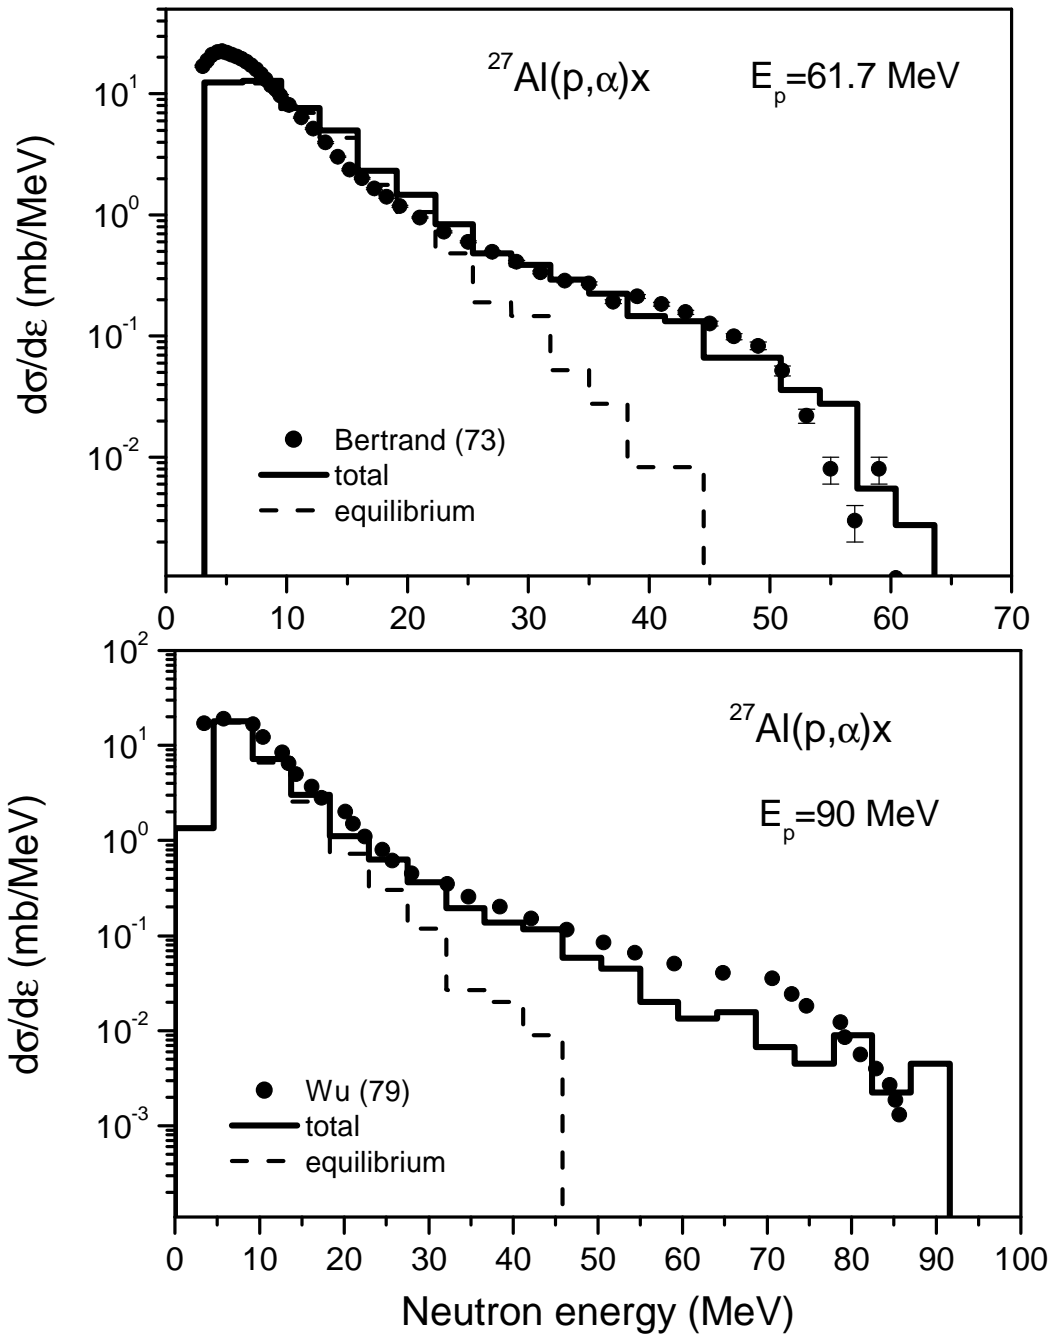 ²⁷Al(p,α)x E_p=61.7 MeV
10¹
10⁰
10⁻¹
10⁻²
dσ/dε (mb/MeV)
Bertrand (73)
total
equilibrium
0 10 20 30 40 50 60 70
10²
10¹
10⁰
10⁻¹
10⁻²
10⁻³
dσ/dε (mb/MeV)
²⁷Al(p,α)x
E_p=90 MeV
Wu (79)
total
equilibrium
0 10 20 30 40 50 60 70 80 90 100
Neutron energy (MeV)